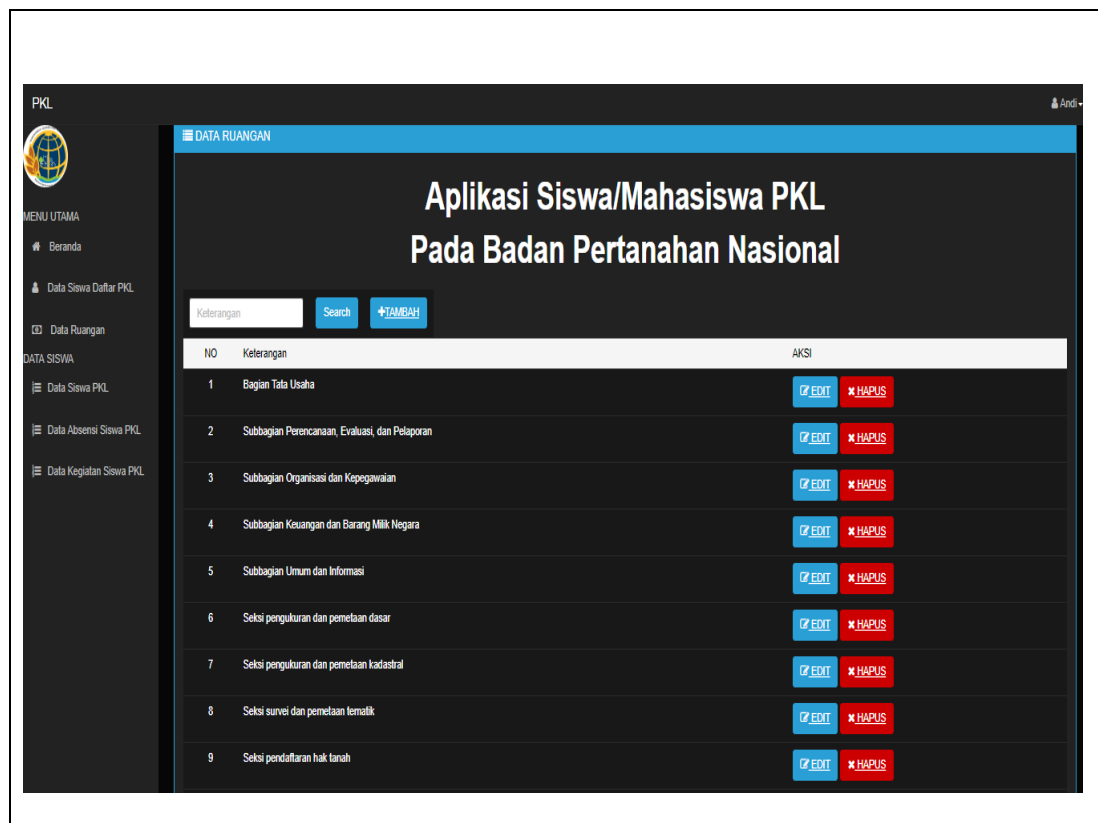 PKL
Andi
DATA RUANGAN
MENU UTAMA
Beranda
Data Siswa Daftar PKL
Data Ruangan
DATA SISWA
Data Siswa PKL
Data Absensi Siswa PKL
Data Kegiatan Siswa PKL
Aplikasi Siswa/Mahasiswa PKL
Pada Badan Pertanahan Nasional
Keterangan Search +TAMBAH
NO Keterangan AKSI
1 Bagian Tata Usaha EDIT HAPUS
2 Subbagian Perencanaan, Evaluasi, dan Pelaporan EDIT HAPUS
3 Subbagian Organisasi dan Kepegawaian EDIT HAPUS
4 Subbagian Keuangan dan Barang Milik Negara EDIT HAPUS
5 Subbagian Umum dan Informasi EDIT HAPUS
6 Seksi pengukuran dan pemetaan dasar EDIT HAPUS
7 Seksi pengukuran dan pemetaan kadastral EDIT HAPUS
8 Seksi survei dan pemetaan tematik EDIT HAPUS
9 Seksi pendaftaran hak tanah EDIT HAPUS